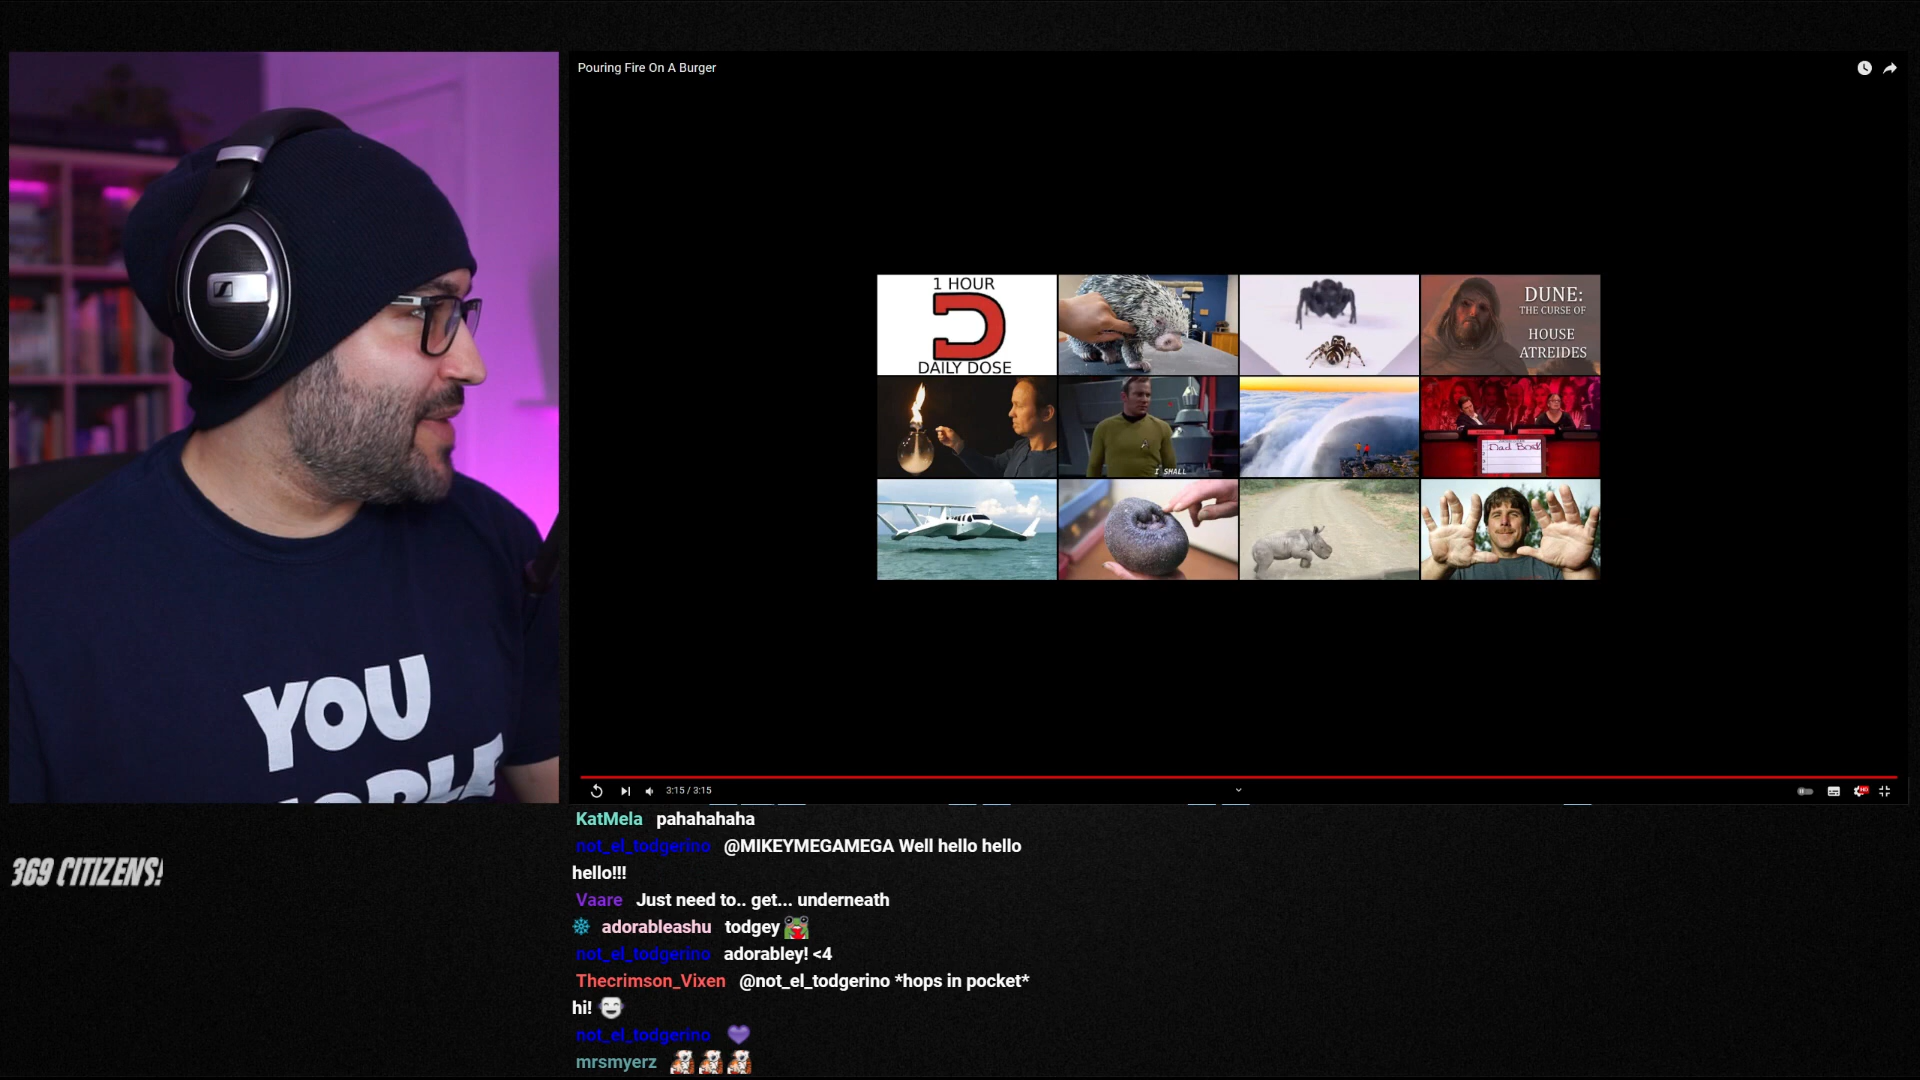 Pouring Fire On A Burger
1 HOUR
DAILY DOSE
DUNE:
THE CURSE OF
HOUSE
ATREIDES
I SHALL
YOU
3:15 / 3:15
HD
KatMela pahahahaha
not_el_todgerino @MIKEYMEGAMEGA Well hello hello
hello!!!
Vaare Just need to.. get... underneath
adorableashu todgey
not_el_todgerino adorabley! <4
Thecrimson_Vixen @not_el_todgerino *hops in pocket*
hi!
not_el_todgerino
mrsmyerz
369 CITIZENS!